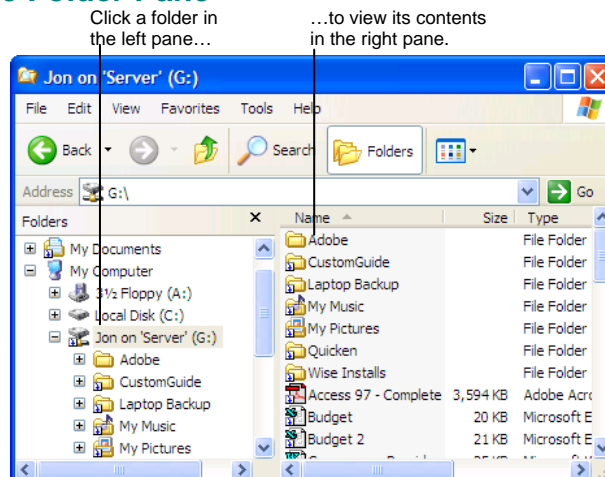 Folder Pane
Click a folder in
the left pane…
…to view its contents
in the right pane.
Jon on 'Server' (G:)
File Edit View Favorites Tools Help
Back Search Folders
Address G:\ Go
Folders x
My Documents
My Computer
3½ Floppy (A:)
Local Disk (C:)
Jon on 'Server' (G:)
Adobe
CustomGuide
Laptop Backup
My Music
My Pictures
Name Size Type
Adobe File Folder
CustomGuide File Folder
Laptop Backup File Folder
My Music File Folder
My Pictures File Folder
Quicken File Folder
Wise Installs File Folder
Access 97 - Complete 3,594 KB Adobe Acro
Budget 20 KB Microsoft E
Budget 2 21 KB Microsoft E